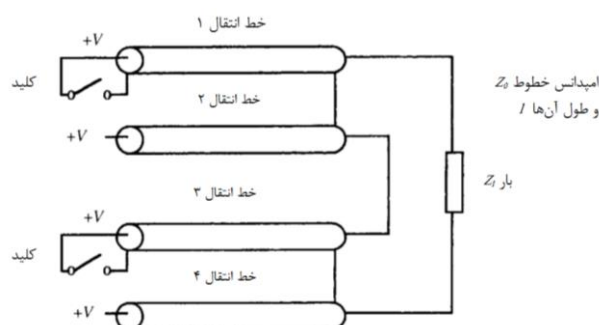 خط انتقال ۱
+V
کلید
امپدانس خطوط Z₀
و طول آن‌ها l
خط انتقال ۲
+V
بار Zₗ
خط انتقال ۳
+V
کلید
خط انتقال ۴
+V